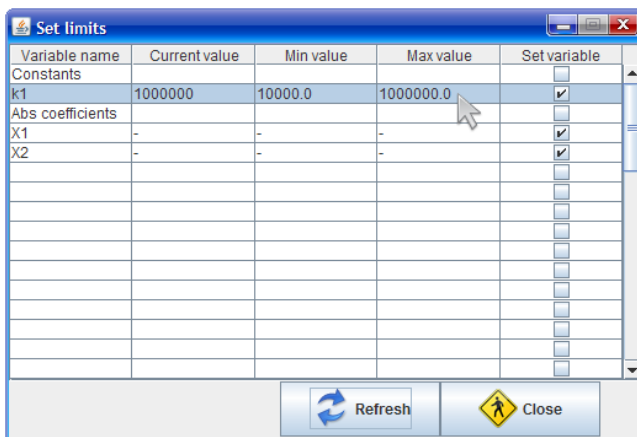 Set limits
Variable name Current value Min value Max value Set variable
Constants
k1 1000000 10000.0 1000000.0
Abs coefficients
X1 - - -
X2 - - -
Refresh Close